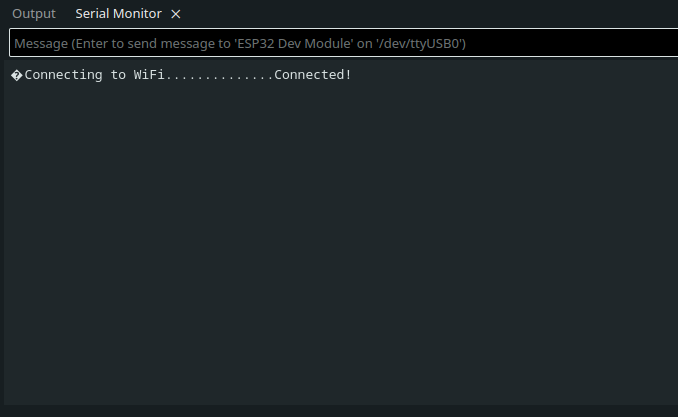 Output Serial Monitor ×
Message (Enter to send message to 'ESP32 Dev Module' on '/dev/ttyUSB0')
�Connecting to WiFi..............Connected!